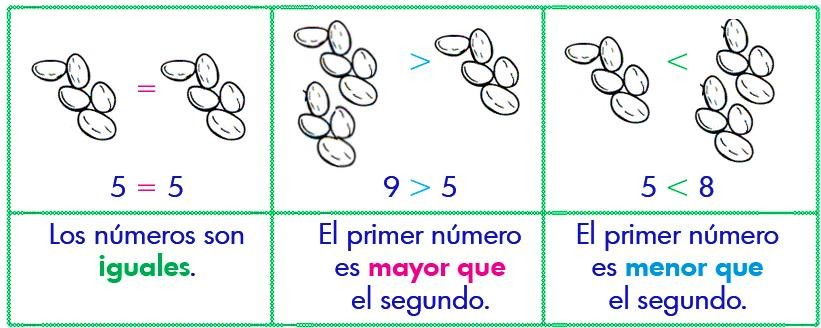 =
5 = 5
Los números son
iguales.
>
9 > 5
El primer número
es mayor que
el segundo.
<
5 < 8
El primer número
es menor que
el segundo.